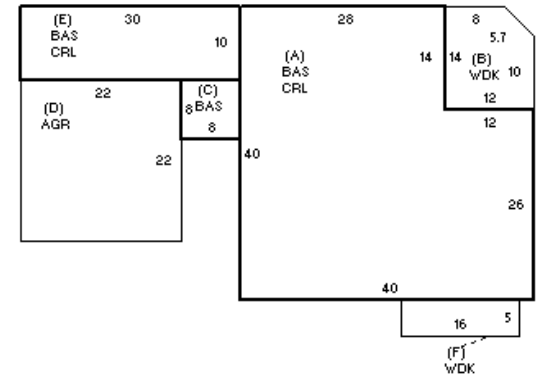 (E) 30
BAS
CRL
10
28
(A)
BAS
CRL
14
8
5.7
14 (B)
WDK 10
12
22
(D)
AGR
22
(C)
8 BAS
8
12
40
26
40
16 5
(F)
WDK